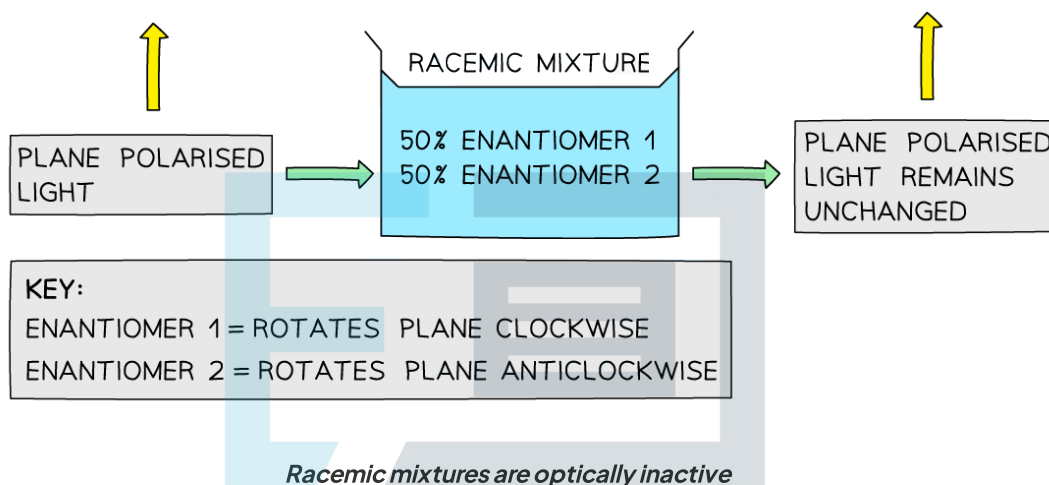 RACEMIC MIXTURE
50% ENANTIOMER 1
50% ENANTIOMER 2
PLANE POLARISED
LIGHT
PLANE POLARISED
LIGHT REMAINS
UNCHANGED
KEY:
ENANTIOMER 1 = ROTATES PLANE CLOCKWISE
ENANTIOMER 2 = ROTATES PLANE ANTICLOCKWISE
Racemic mixtures are optically inactive